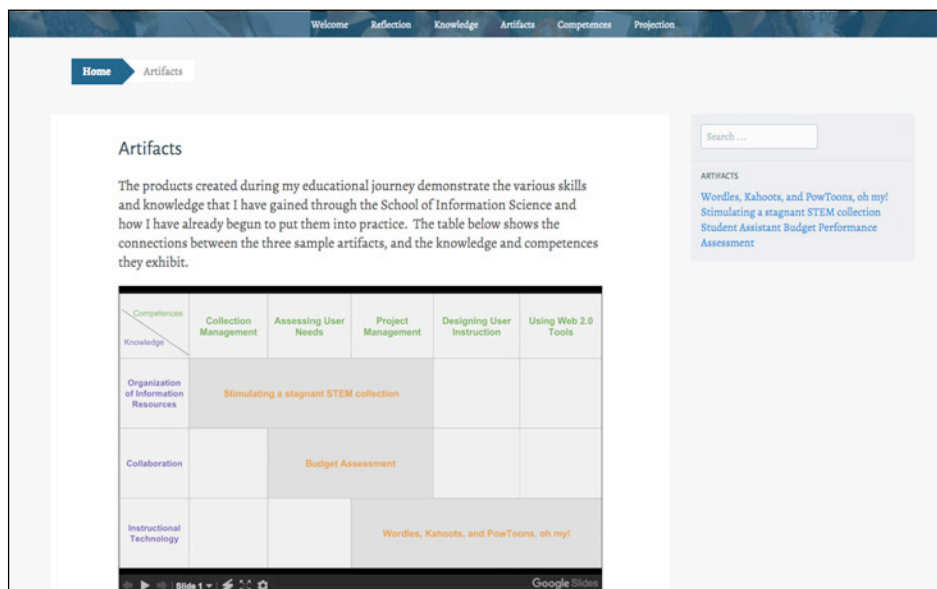 Welcome Reflection Knowledge Artifacts Competences Projection
Home Artifacts
Artifacts
The products created during my educational journey demonstrate the various skills
and knowledge that I have gained through the School of Information Science and
how I have already begun to put them into practice. The table below shows the
connections between the three sample artifacts, and the knowledge and competences
they exhibit.
Competences
Knowledge
Collection
Management
Assessing User
Needs
Project
Management
Designing User
Instruction
Using Web 2.0
Tools
Organization
of Information
Resources
Stimulating a stagnant STEM collection
Collaboration
Budget Assessment
Instructional
Technology
Wordles, Kahoots, and PowToons, oh my!
Slide 1
Google Slides
Search ...
ARTIFACTS
Wordles, Kahoots, and PowToons, oh my!
Stimulating a stagnant STEM collection
Student Assistant Budget Performance
Assessment